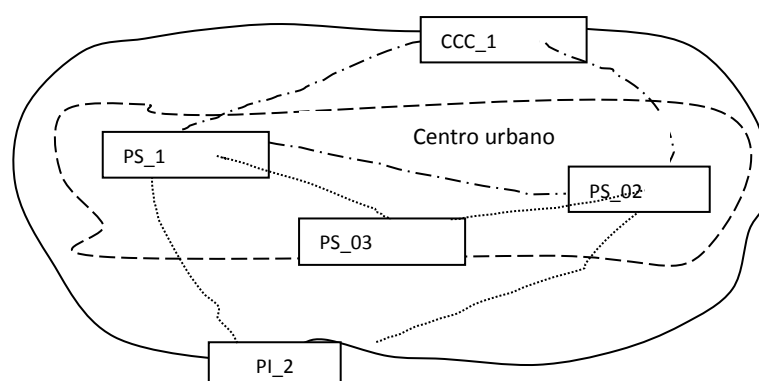 CCC_1
Centro urbano
PS_1
PS_02
PS_03
PI_2